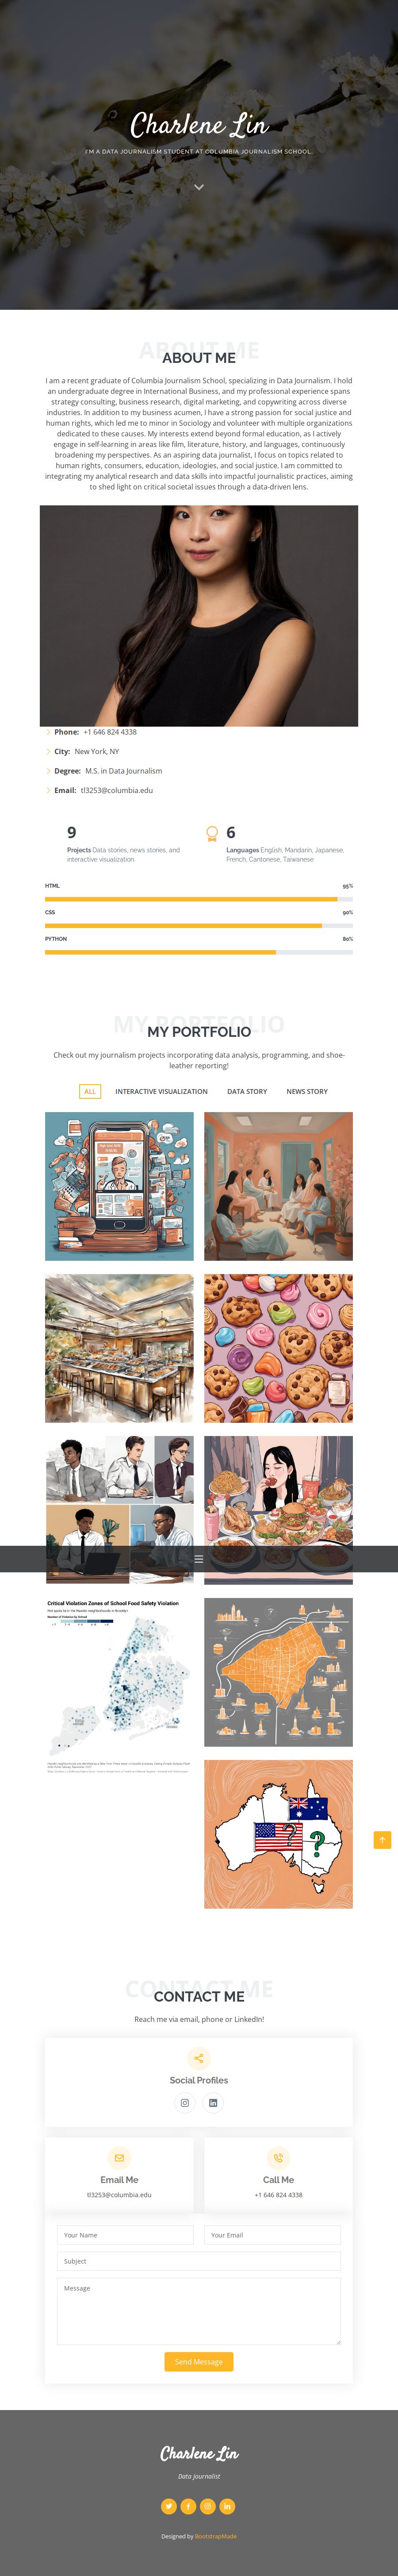 Charlene Lin
I'M A DATA JOURNALISM STUDENT AT COLUMBIA JOURNALISM SCHOOL.
ABOUT ME
ABOUT ME
I am a recent graduate of Columbia Journalism School, specializing in Data Journalism. I hold
an undergraduate degree in International Business, and my professional experience spans
strategy consulting, business research, digital marketing, and copywriting across diverse
industries. In addition to my business acumen, I have a strong passion for social justice and
human rights, which led me to minor in Sociology and volunteer with multiple organizations
dedicated to these causes. My interests extend beyond formal education, as I actively
engage in self-learning in areas like film, literature, history, and languages, continuously
broadening my perspectives. As an aspiring data journalist, I focus on topics related to
human rights, consumers, education, ideologies, and social justice. I am committed to
integrating my analytical research and data skills into impactful journalistic practices, aiming
to shed light on critical societal issues through a data-driven lens.
Phone: +1 646 824 4338
City: New York, NY
Degree: M.S. in Data Journalism
Email: tl3253@columbia.edu
9
Projects Data stories, news stories, and
interactive visualization
6
Languages English, Mandarin, Japanese,
French, Cantonese, Taiwanese
HTML 95%
CSS 90%
PYTHON 80%
MY PORTFOLIO
MY PORTFOLIO
Check out my journalism projects incorporating data analysis, programming, and shoe-
leather reporting!
ALL INTERACTIVE VISUALIZATION DATA STORY NEWS STORY
Critical Violation Zones of School Food Safety Violation
CONTACT ME
CONTACT ME
Reach me via email, phone or LinkedIn!
Social Profiles
Email Me
tl3253@columbia.edu
Call Me
+1 646 824 4338
Your Name
Your Email
Subject
Message
Send Message
Charlene Lin
Data Journalist
Designed by BootstrapMade